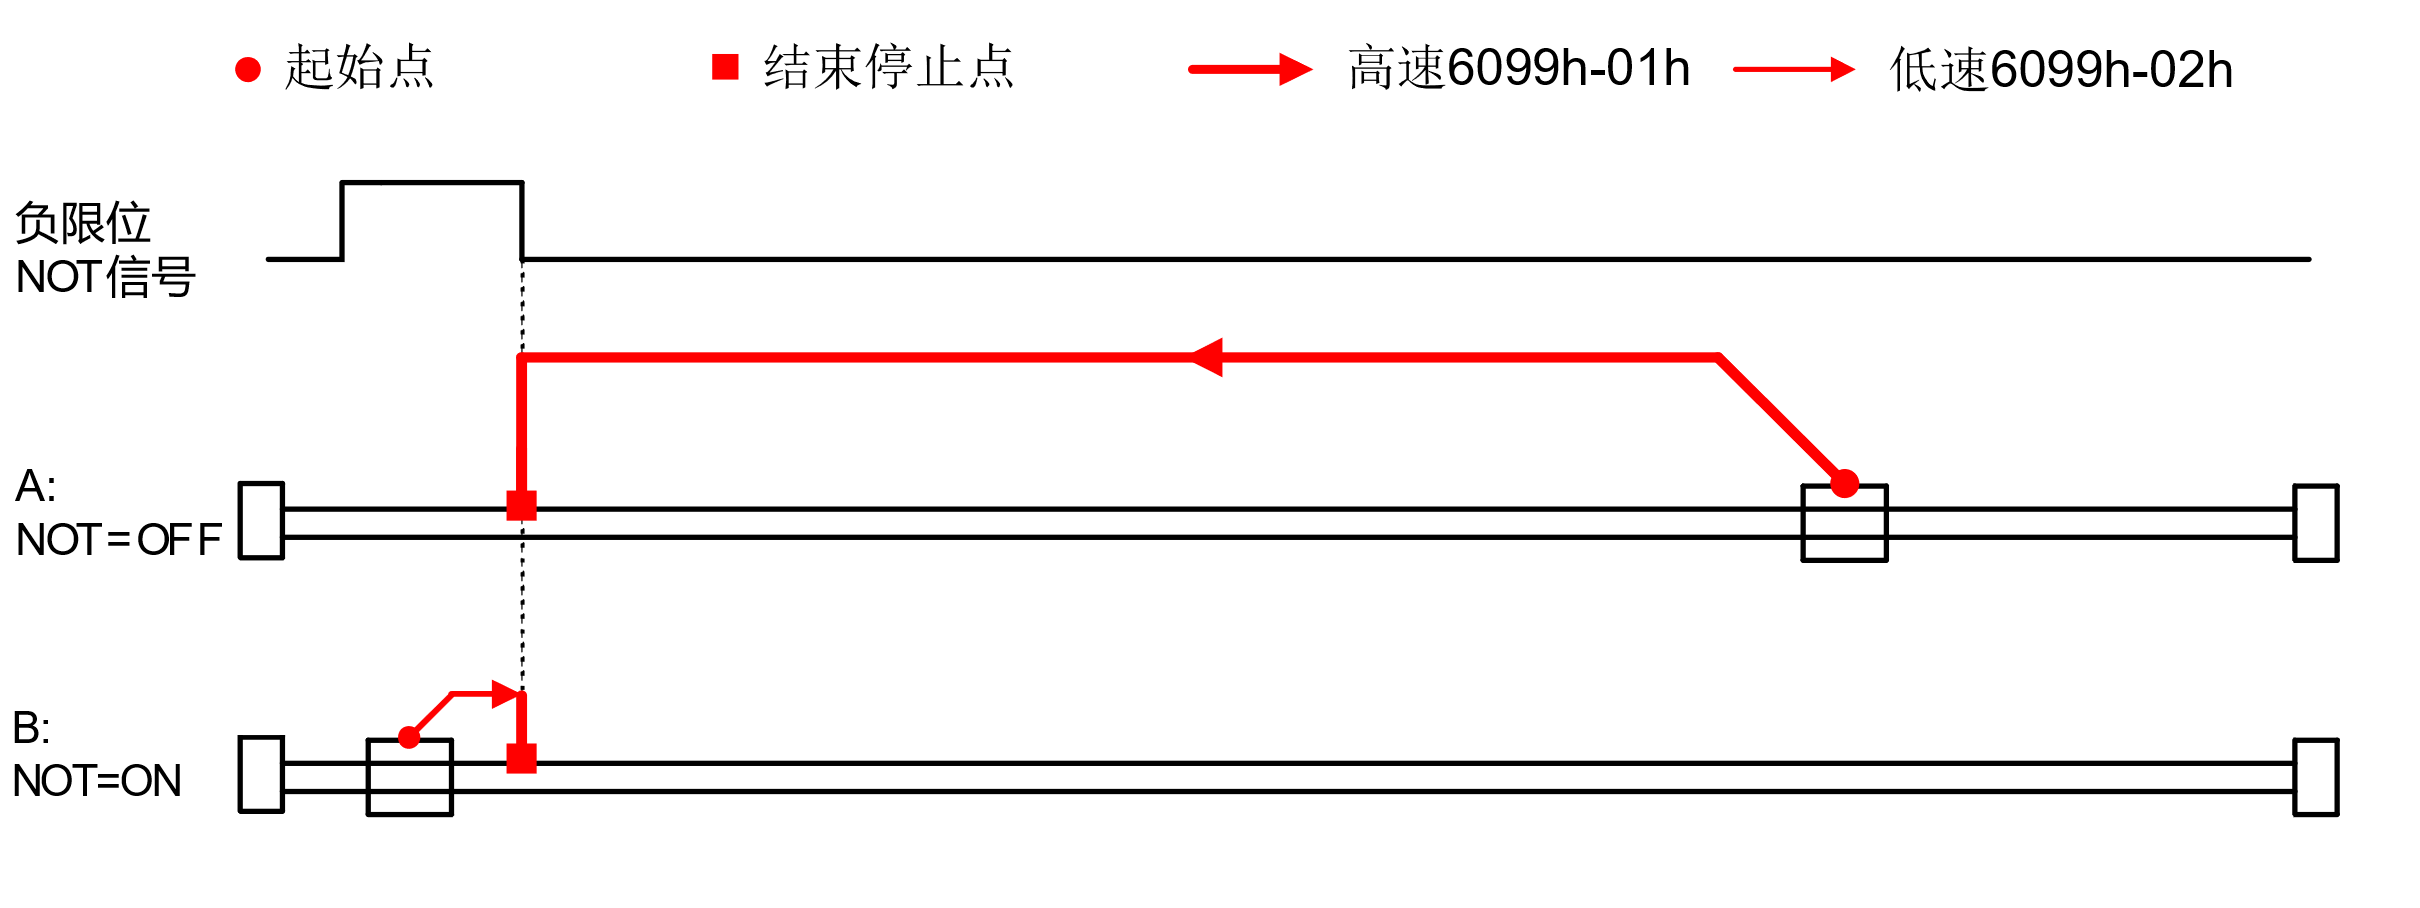 起始点
结束停止点
高速6099h-01h
低速6099h-02h
负限位
NOT信号
A:
NOT=OFF
B:
NOT=ON